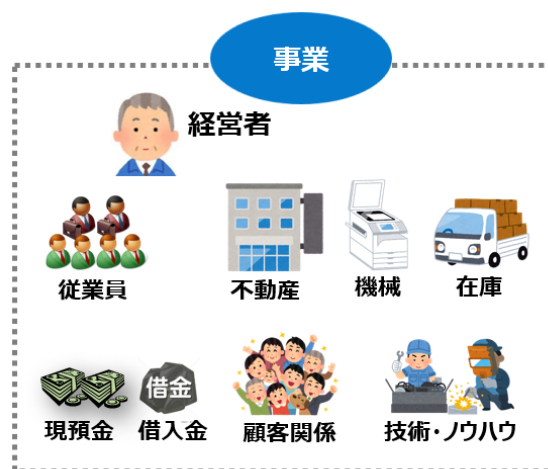 事業
経営者
従業員
不動産
機械
在庫
借金
現預金
借入金
顧客関係
技術・ノウハウ